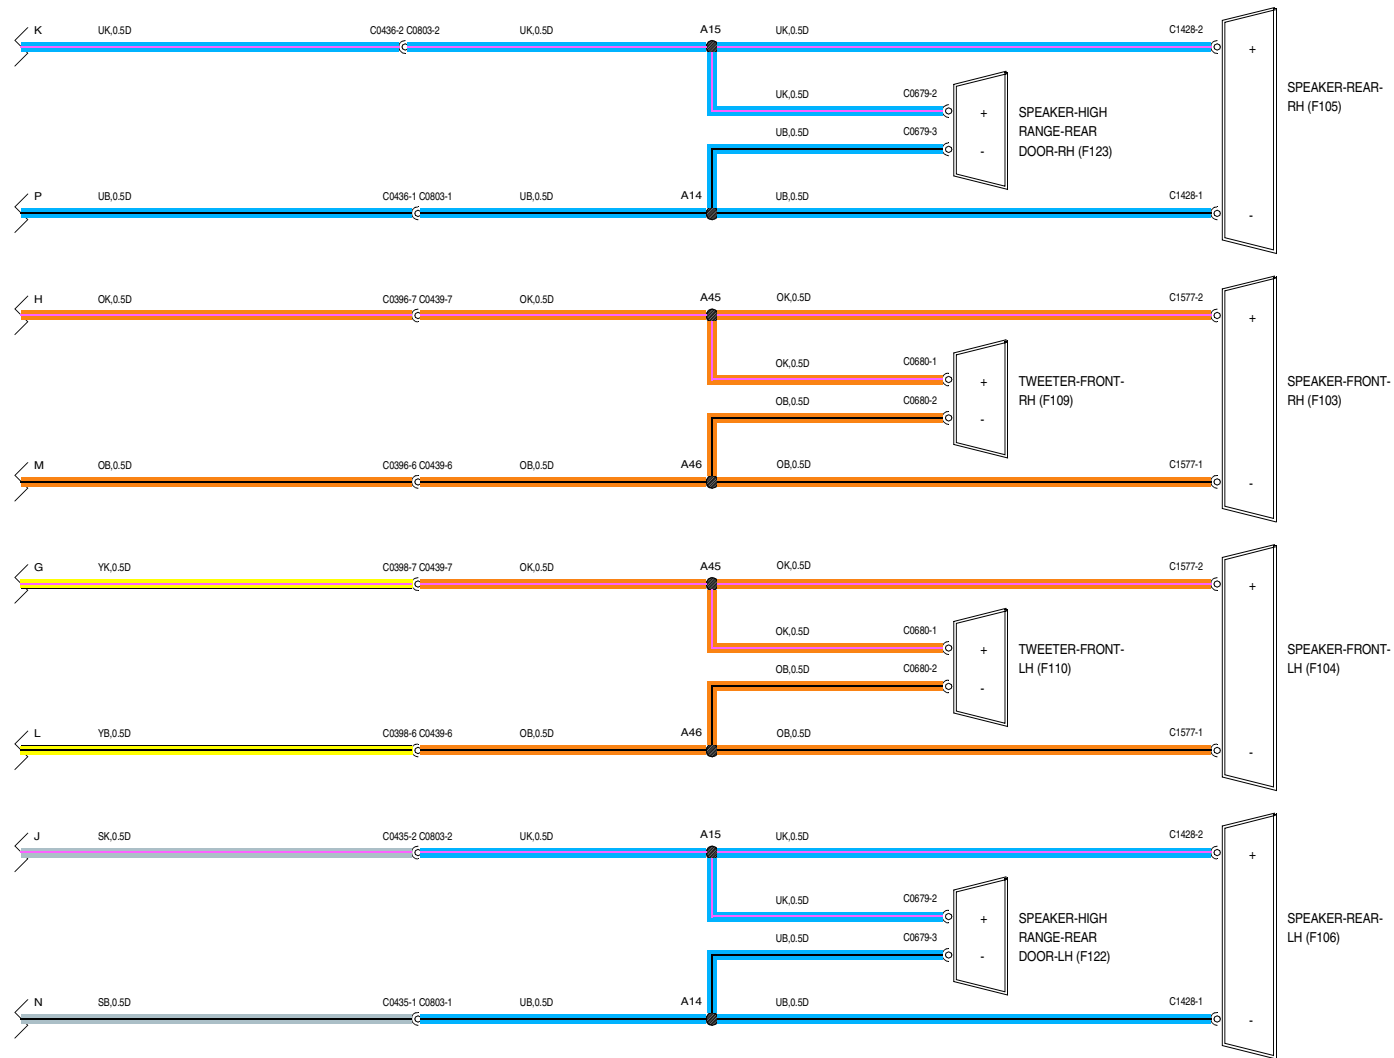 K UK,0.5D C0436-2 C0803-2 UK,0.5D A15 UK,0.5D C1428-2
+
SPEAKER-REAR-
RH (F105)
UK,0.5D C0679-2
+
SPEAKER-HIGH
RANGE-REAR
DOOR-RH (F123)
UB,0.5D C0679-3
-
P UB,0.5D C0436-1 C0803-1 UB,0.5D A14 UB,0.5D C1428-1
-
H OK,0.5D C0396-7 C0439-7 OK,0.5D A45 OK,0.5D C1577-2
+
OK,0.5D C0680-1
+
TWEETER-FRONT-
RH (F109)
SPEAKER-FRONT-
RH (F103)
OB,0.5D C0680-2
-
M OB,0.5D C0396-6 C0439-6 OB,0.5D A46 OB,0.5D C1577-1
-
G YK,0.5D C0398-7 C0439-7 OK,0.5D A45 OK,0.5D C1577-2
+
OK,0.5D C0680-1
+
TWEETER-FRONT-
LH (F110)
SPEAKER-FRONT-
LH (F104)
OB,0.5D C0680-2
-
L YB,0.5D C0398-6 C0439-6 OB,0.5D A46 OB,0.5D C1577-1
-
J SK,0.5D C0435-2 C0803-2 UK,0.5D A15 UK,0.5D C1428-2
+
UK,0.5D C0679-2
+
SPEAKER-HIGH
RANGE-REAR
DOOR-LH (F122)
SPEAKER-REAR-
LH (F106)
UB,0.5D C0679-3
-
N SB,0.5D C0435-1 C0803-1 UB,0.5D A14 UB,0.5D C1428-1
-